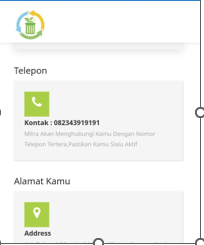 Telepon
Kontak : 082343919191
Mitra Akan Menghubungi Kamu Dengan Nomor
Telepon Tertera,Pastikan Kamu Slalu Aktif
Alamat Kamu
Address